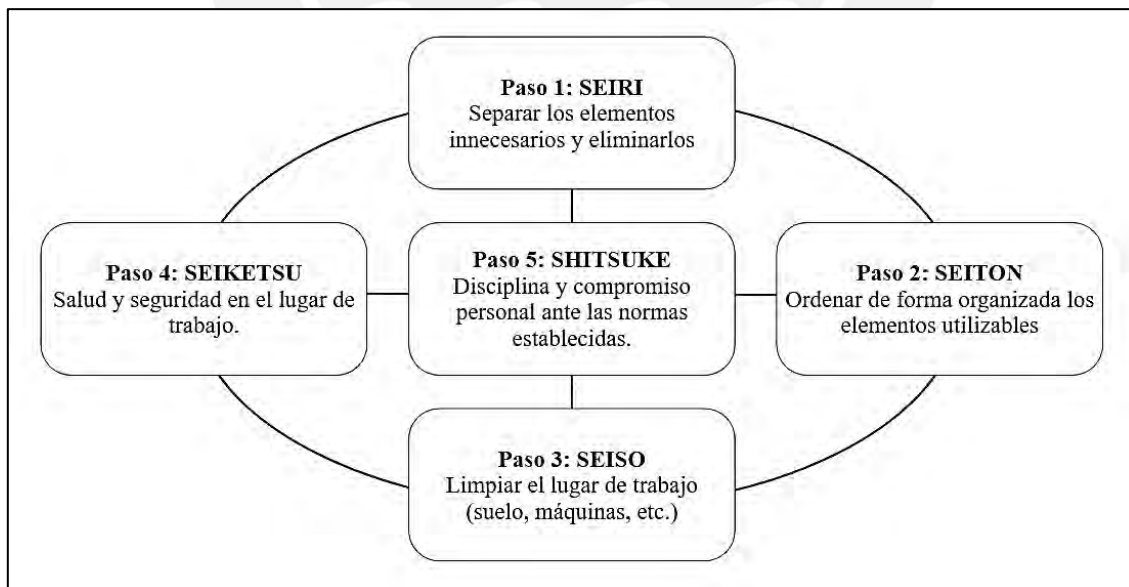 Paso 1: SEIRI
Separar los elementos
innecesarios y eliminarlos
Paso 4: SEIKETSU
Salud y seguridad en el lugar de
trabajo.
Paso 5: SHITSUKE
Disciplina y compromiso
personal ante las normas
establecidas.
Paso 2: SEITON
Ordenar de forma organizada los
elementos utilizables
Paso 3: SEISO
Limpiar el lugar de trabajo
(suelo, máquinas, etc.)